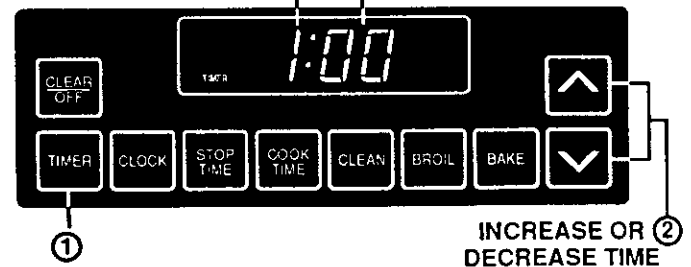 1:00
TIMER
CLEAR
OFF
TIMER
CLOCK
STOP
TIME
COOK
TIME
CLEAN
BROIL
BAKE
1
INCREASE OR 2
DECREASE TIME